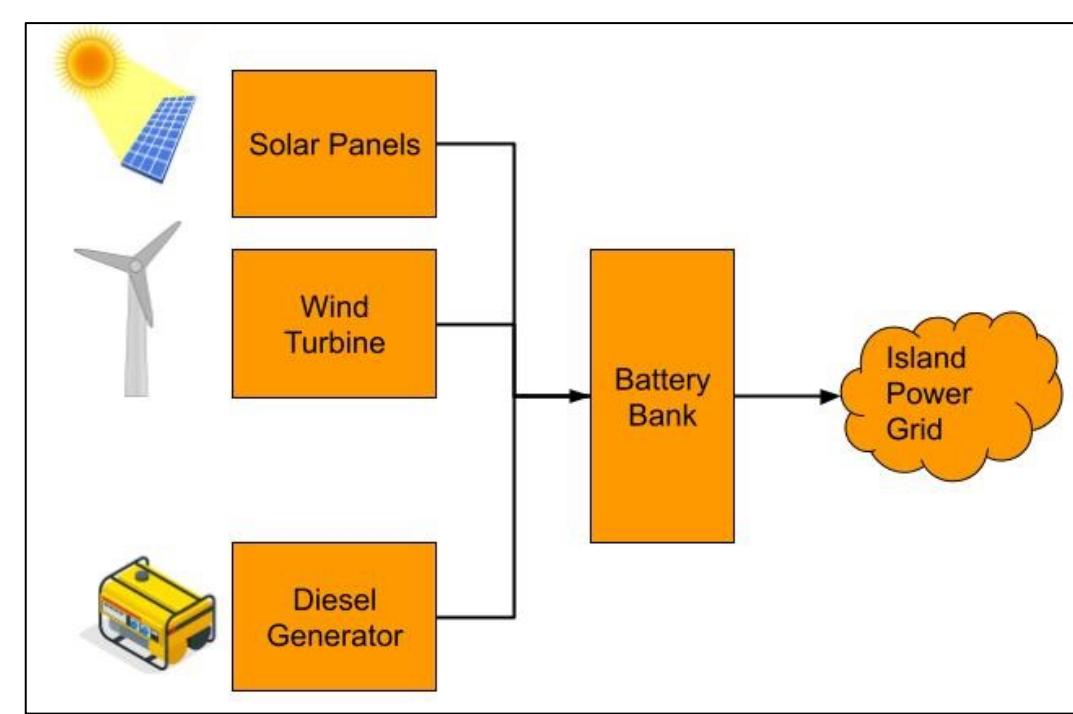 Solar Panels
Wind
Turbine
Battery
Bank
Island
Power
Grid
Diesel
Generator